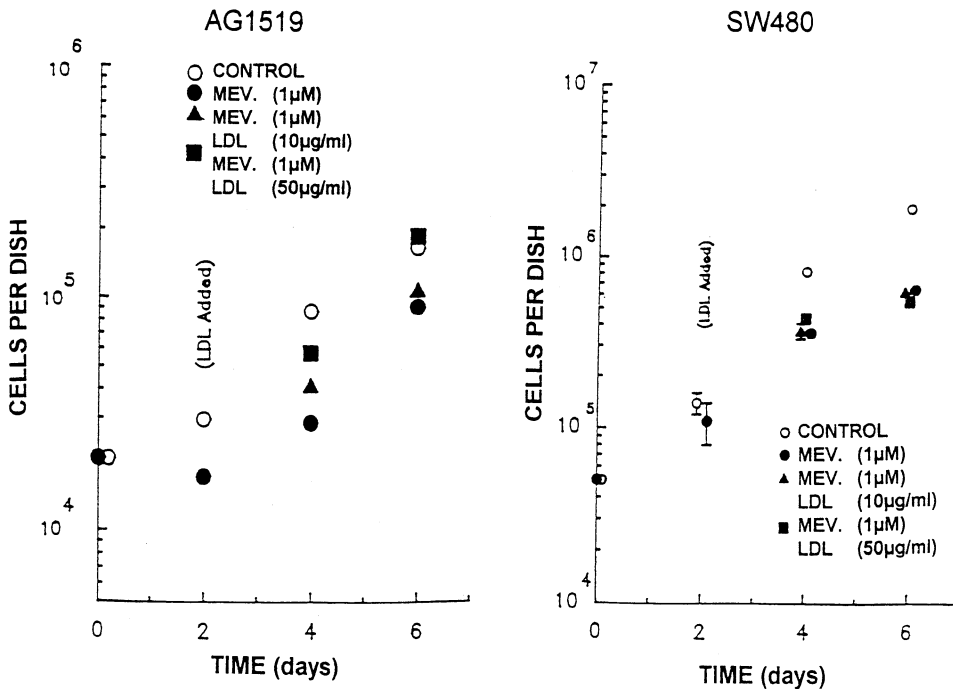 AG1519
CELLS PER DISH
10^6
10^5
10^4
○ CONTROL
● MEV. (1µM)
▲ MEV. (1µM)
LDL (10µg/ml)
■ MEV. (1µM)
LDL (50µg/ml)
(LDL Added)
0 2 4 6
TIME (days)
SW480
CELLS PER DISH
10^7
10^6
10^5
10^4
(LDL Added)
○ CONTROL
● MEV. (1µM)
▲ MEV. (1µM)
LDL (10µg/ml)
■ MEV. (1µM)
LDL (50µg/ml)
0 2 4 6
TIME (days)